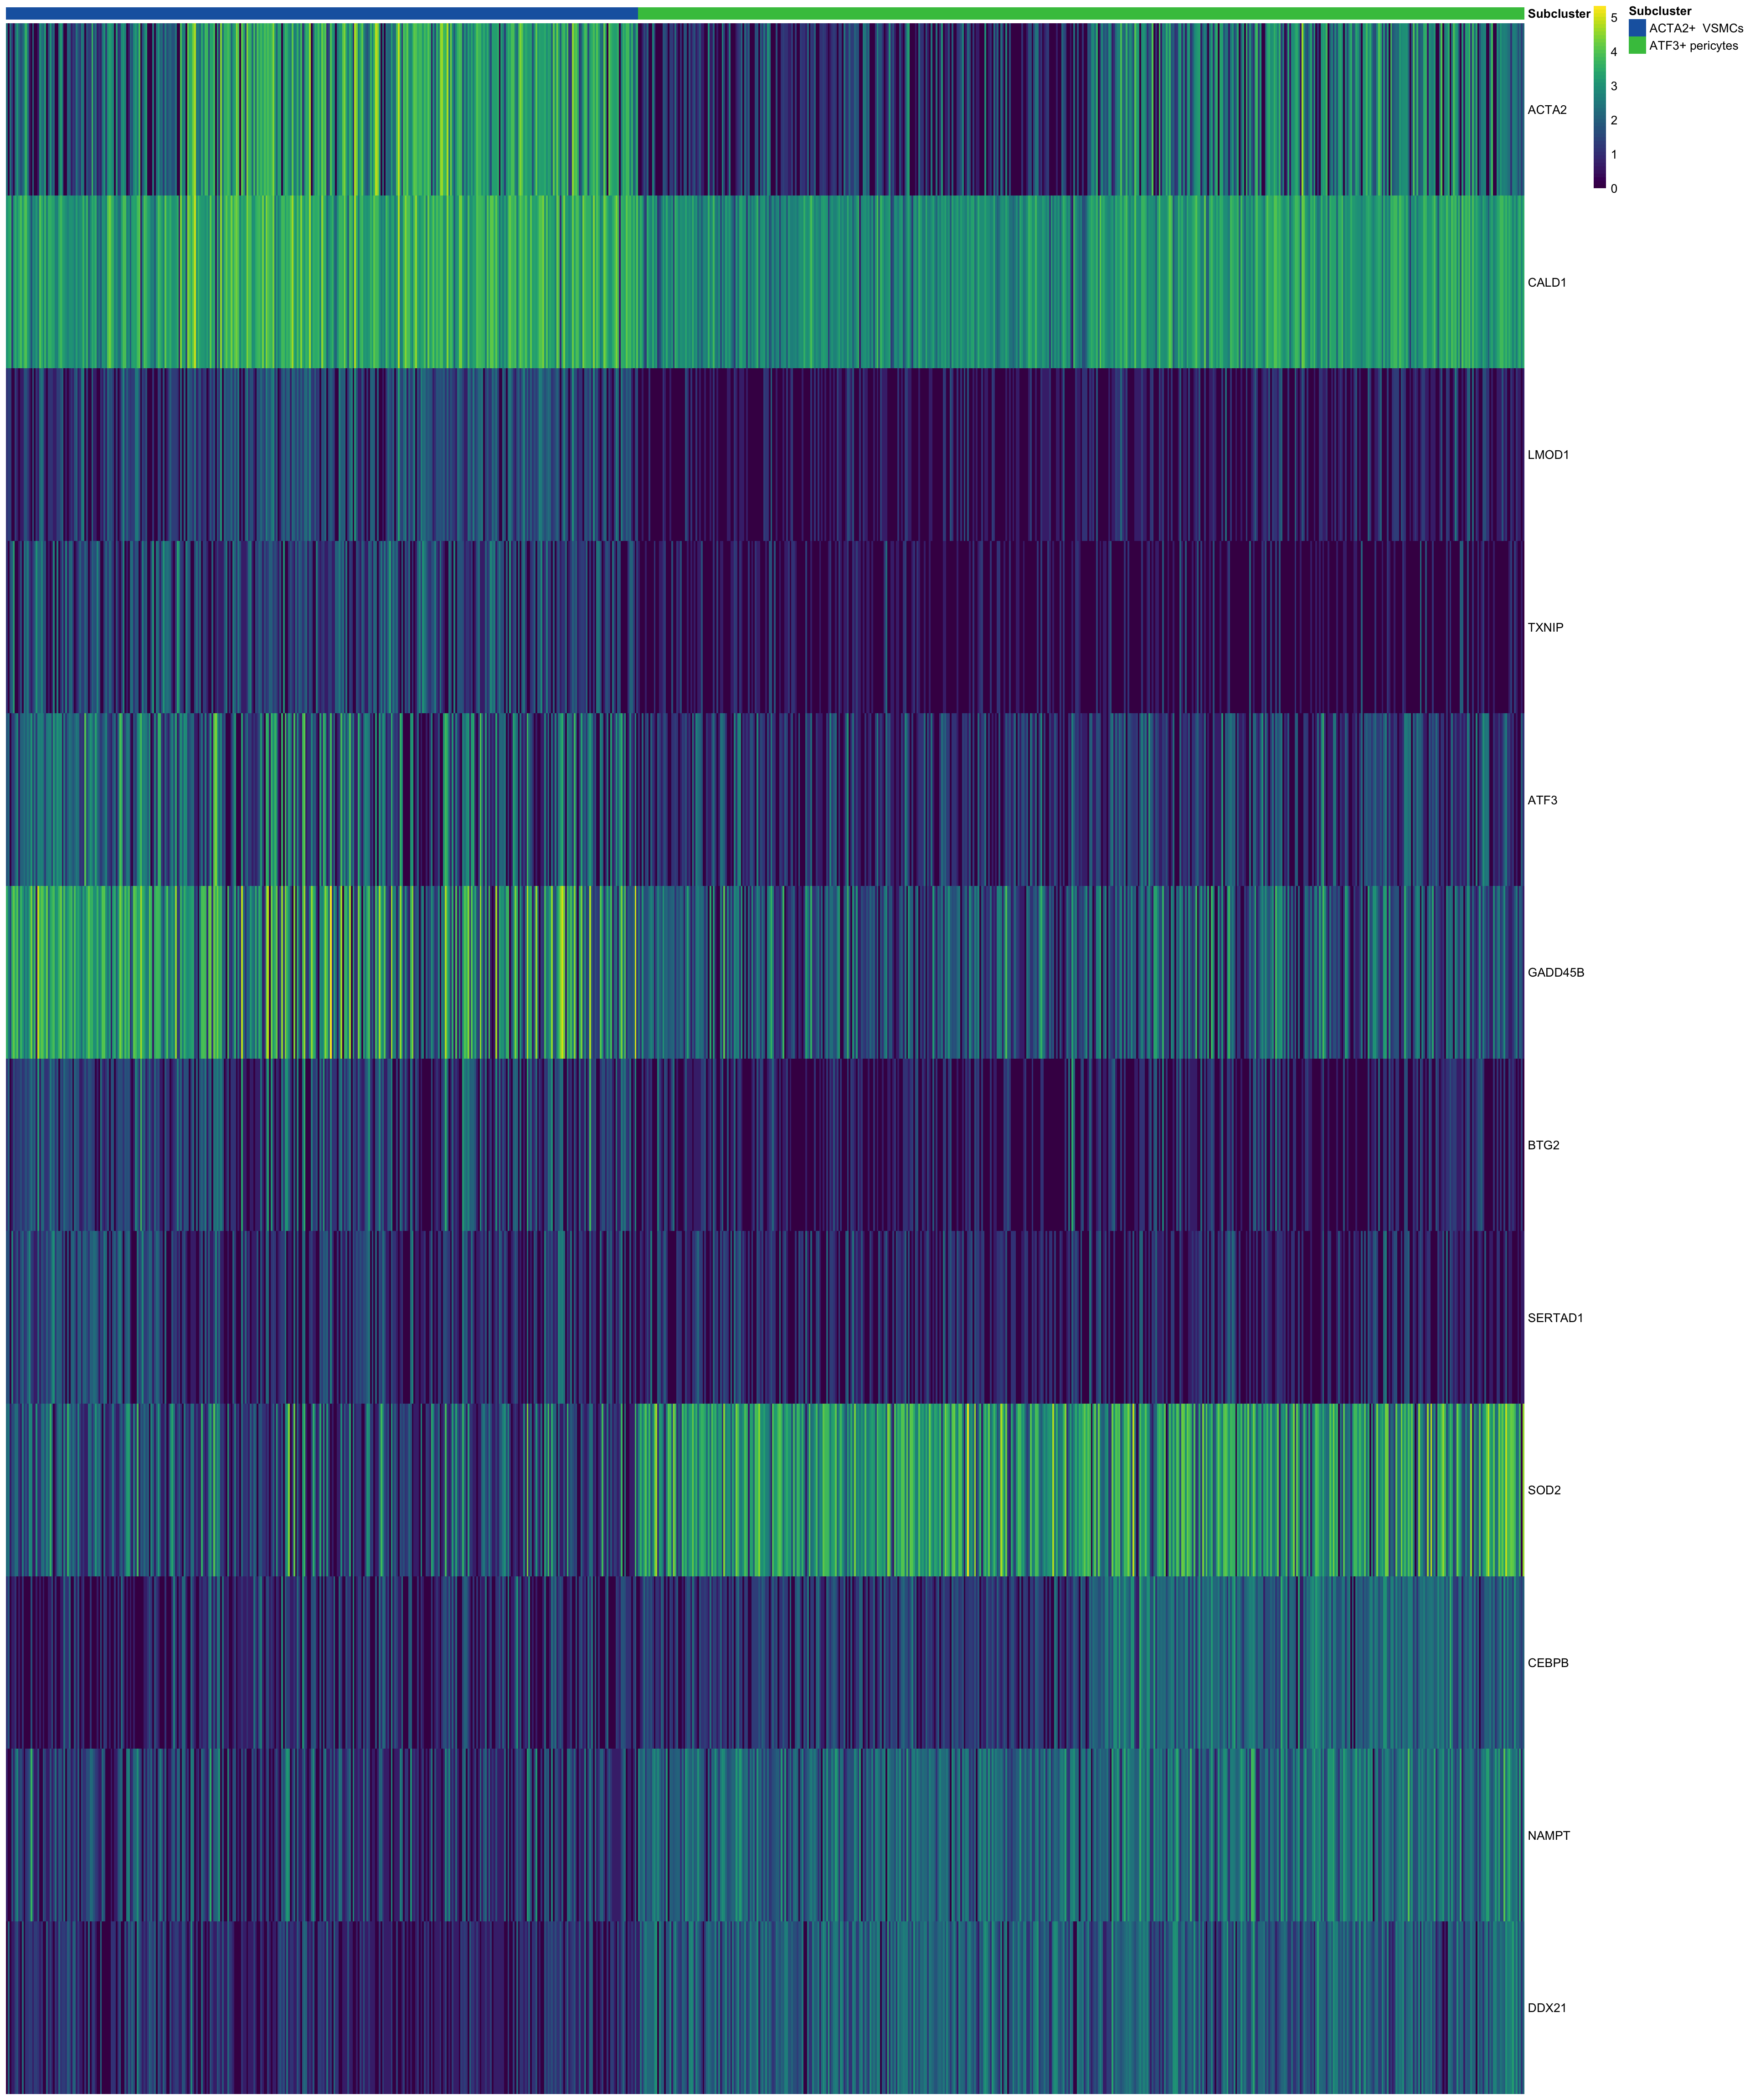 Subcluster
5
4
3
2
1
0
Subcluster
ACTA2+  VSMCs
ATF3+ pericytes
ACTA2
CALD1
LMOD1
TXNIP
ATF3
GADD45B
BTG2
SERTAD1
SOD2
CEBPB
NAMPT
DDX21